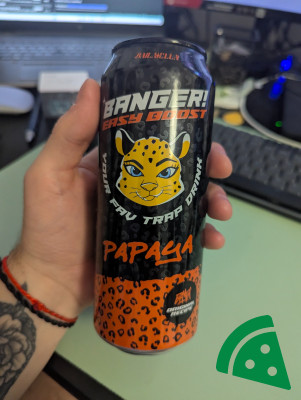 BANGER!
EASY BOOST
YOUR FAV TRAP DRINK
PAPAYA